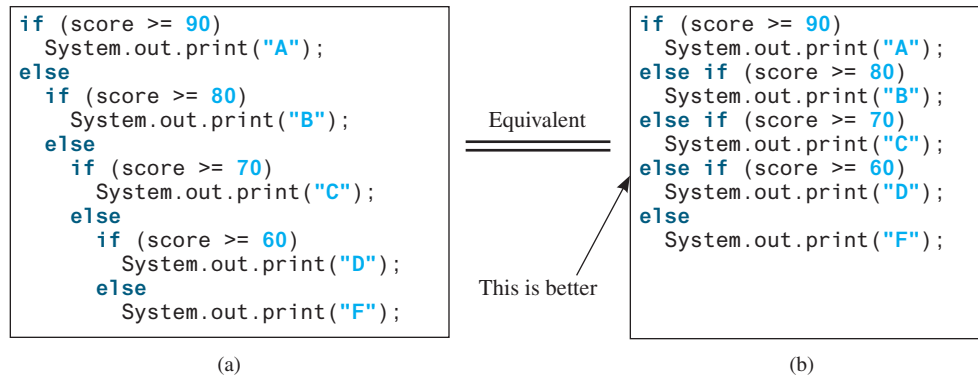 if (score >= 90)
  System.out.print("A");
else
  if (score >= 80)
    System.out.print("B");
  else
    if (score >= 70)
      System.out.print("C");
    else
      if (score >= 60)
        System.out.print("D");
      else
        System.out.print("F");
(a)
Equivalent
This is better
if (score >= 90)
  System.out.print("A");
else if (score >= 80)
  System.out.print("B");
else if (score >= 70)
  System.out.print("C");
else if (score >= 60)
  System.out.print("D");
else
  System.out.print("F");
(b)